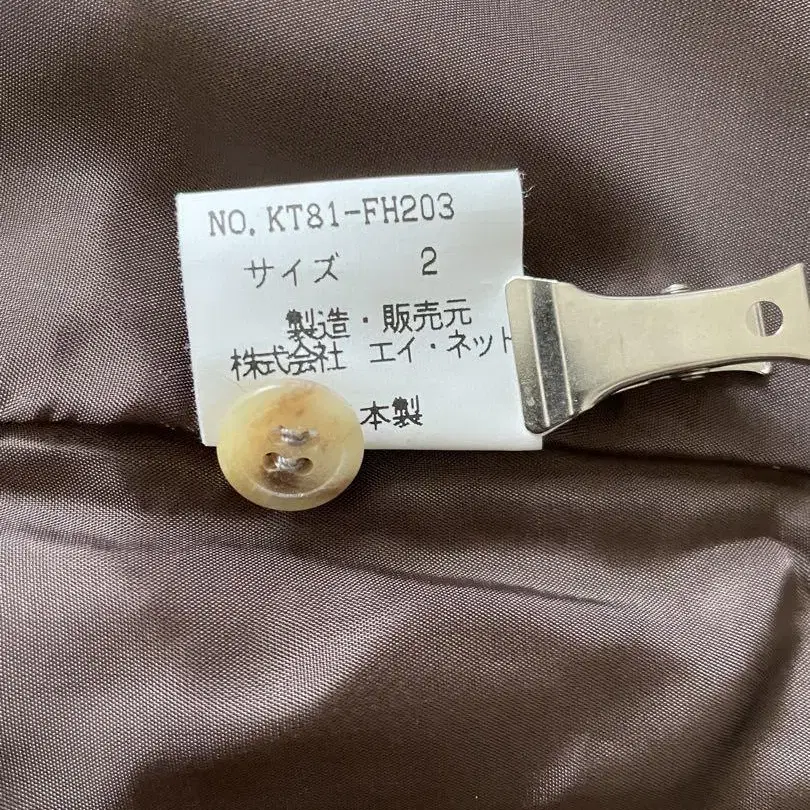 NO. KT81-FH203
サイズ 2
製造・販売元
株式会社 エイ・ネット
本製